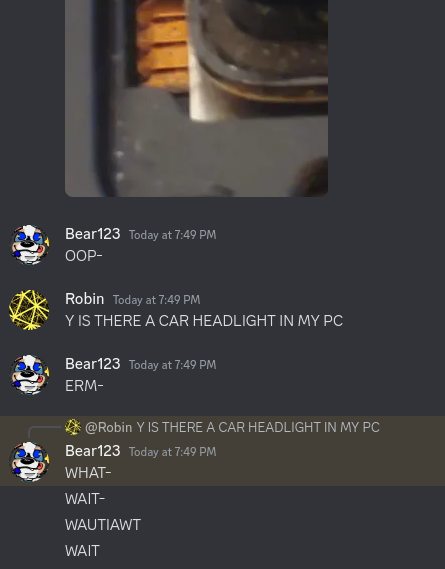 Bear123 Today at 7:49 PM
OOP-
Robin Today at 7:49 PM
Y IS THERE A CAR HEADLIGHT IN MY PC
Bear123 Today at 7:49 PM
ERM-
@Robin Y IS THERE A CAR HEADLIGHT IN MY PC
Bear123 Today at 7:49 PM
WHAT-
WAIT-
WAUTIAWT
WAIT